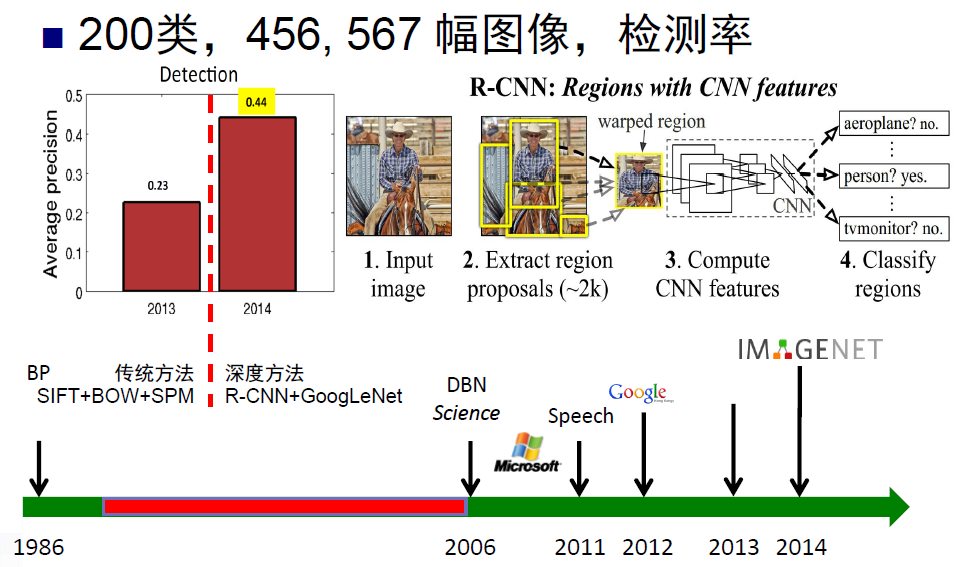 200类，456, 567 幅图像，检测率
Detection
0.5
0.4
0.3
0.2
0.1
0
Average precision
0.23
0.44
2013
2014
R-CNN: Regions with CNN features
warped region
aeroplane? no.
person? yes.
tvmonitor? no.
CNN
1. Input
image
2. Extract region
proposals (~2k)
3. Compute
CNN features
4. Classify
regions
BP
传统方法
SIFT+BOW+SPM
深度方法
R-CNN+GoogLeNet
DBN
Science
Microsoft
Speech
Google
IMAGENET
1986
2006
2011
2012
2013
2014